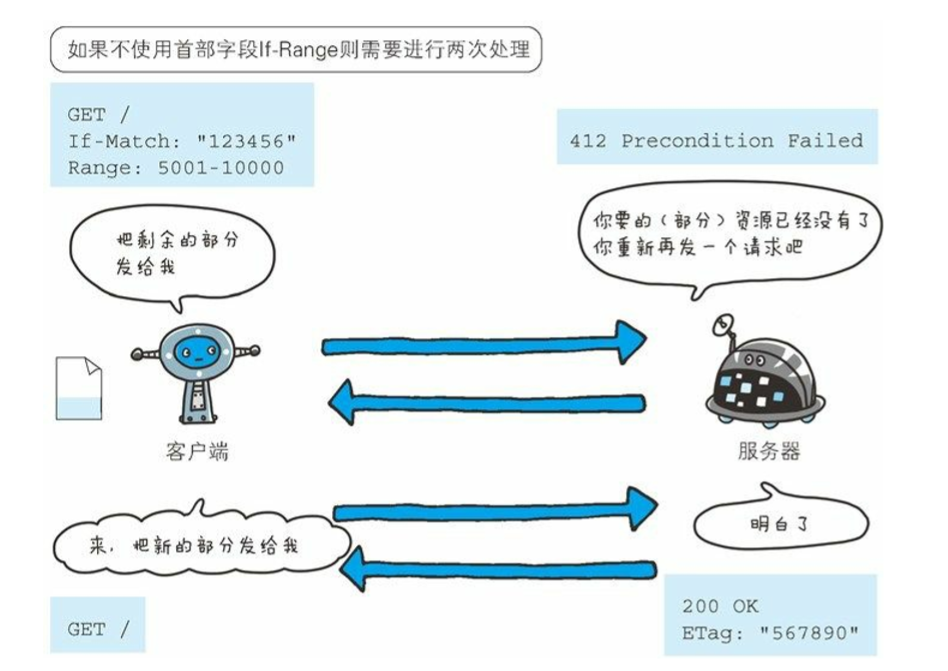 如果不使用首部字段If-Range则需要进行两次处理
GET /
If-Match: "123456"
Range: 5001-10000
412 Precondition Failed
把剩余的部分
发给我
你要的（部分）资源已经没有了
你重新再发一个请求吧
客户端
服务器
来，把新的部分发给我
明白了
GET /
200 OK
ETag: "567890"